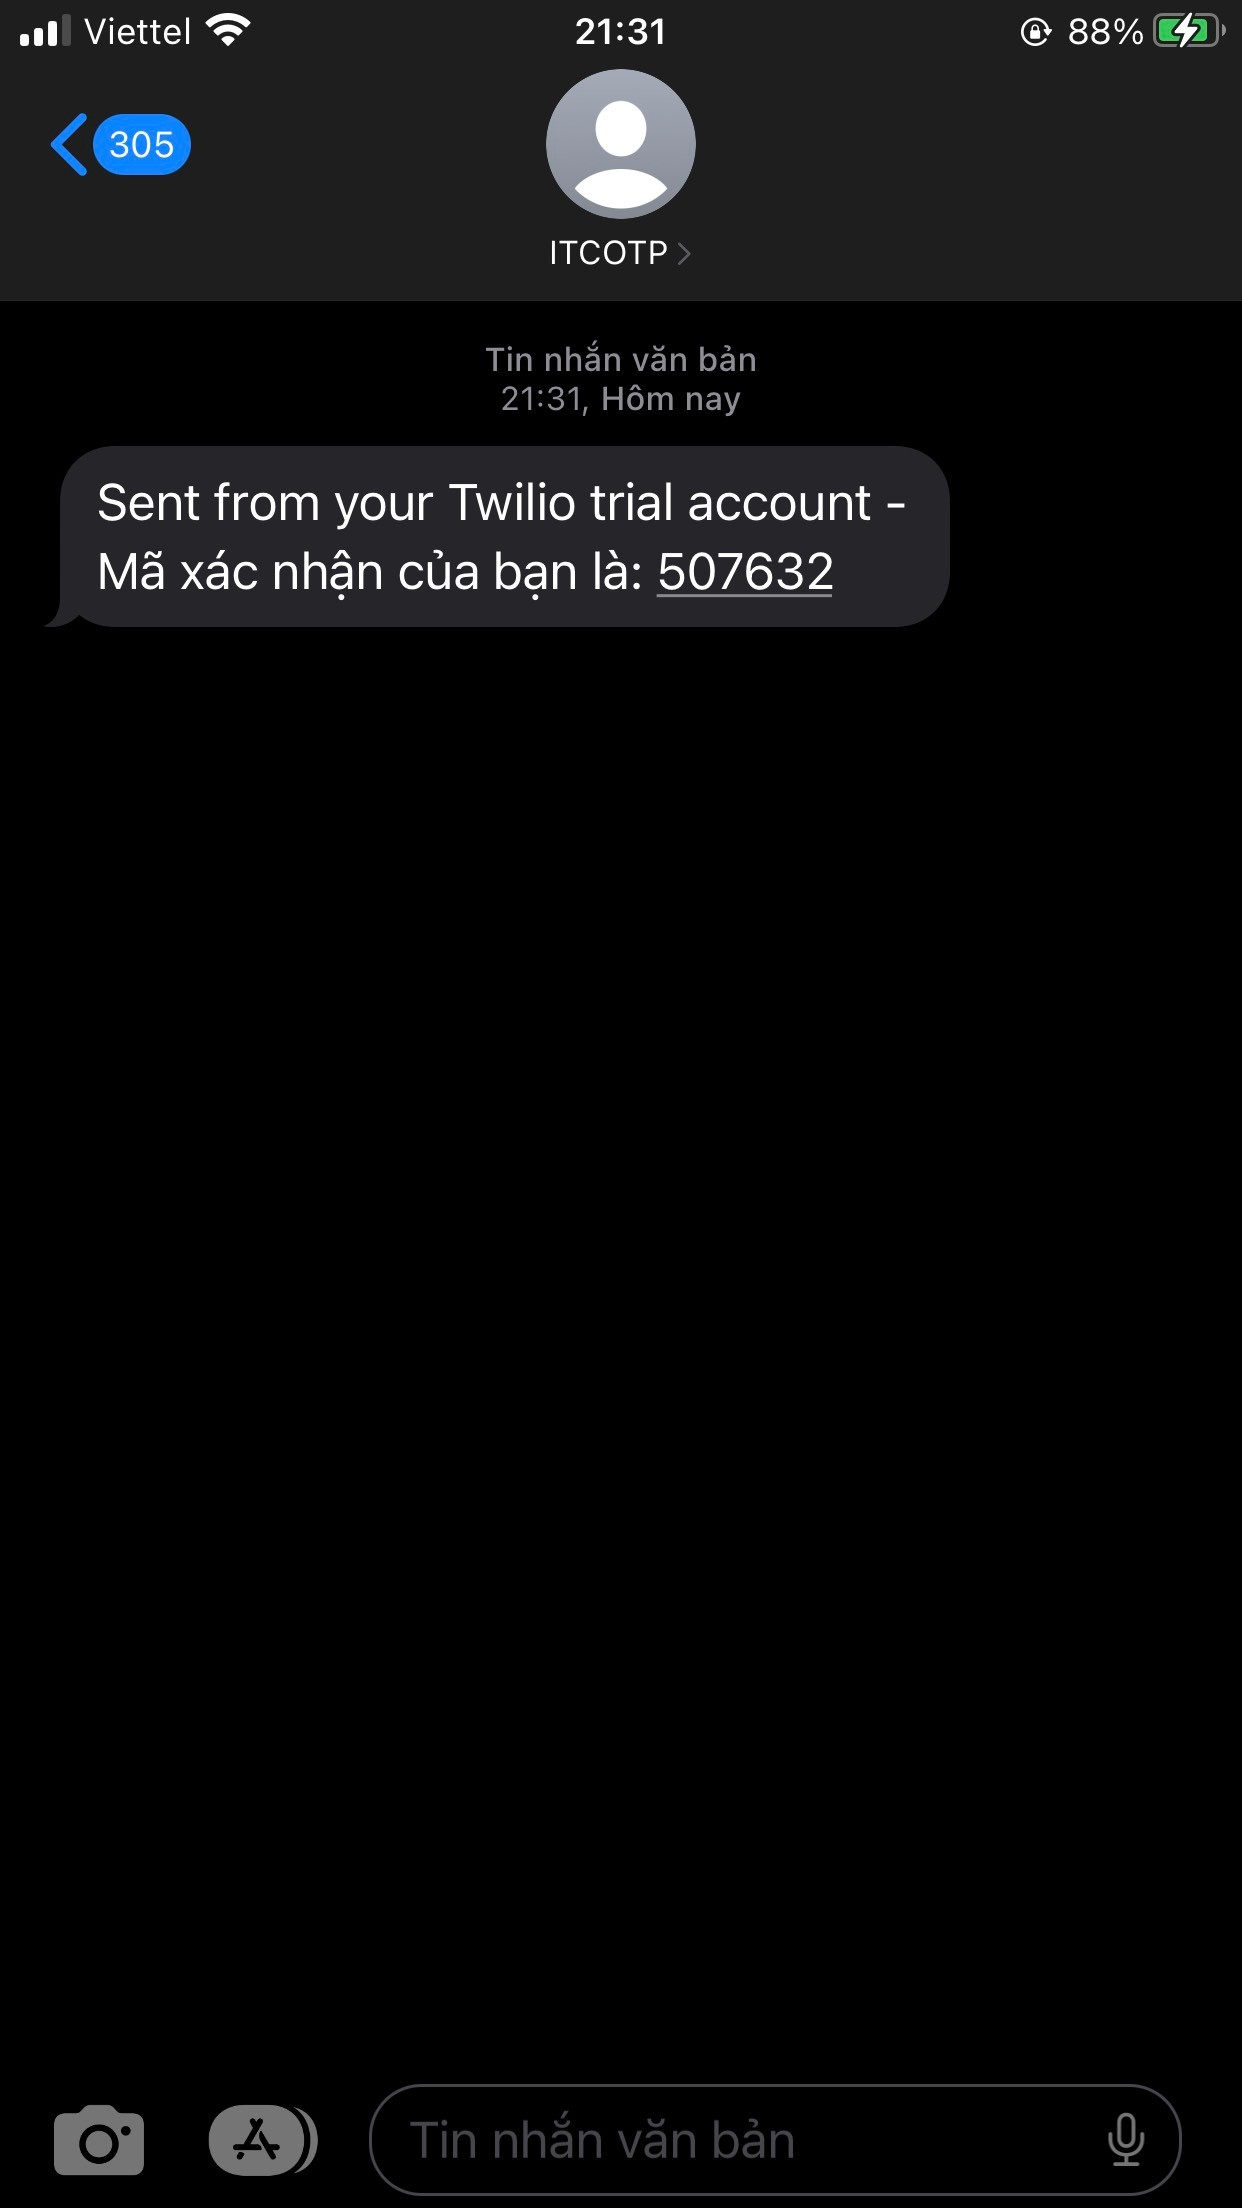 Viettel
21:31
88%
305
ITCOTP
Tin nhắn văn bản
21:31, Hôm nay
Sent from your Twilio trial account -
Mã xác nhận của bạn là: 507632
Tin nhắn văn bản